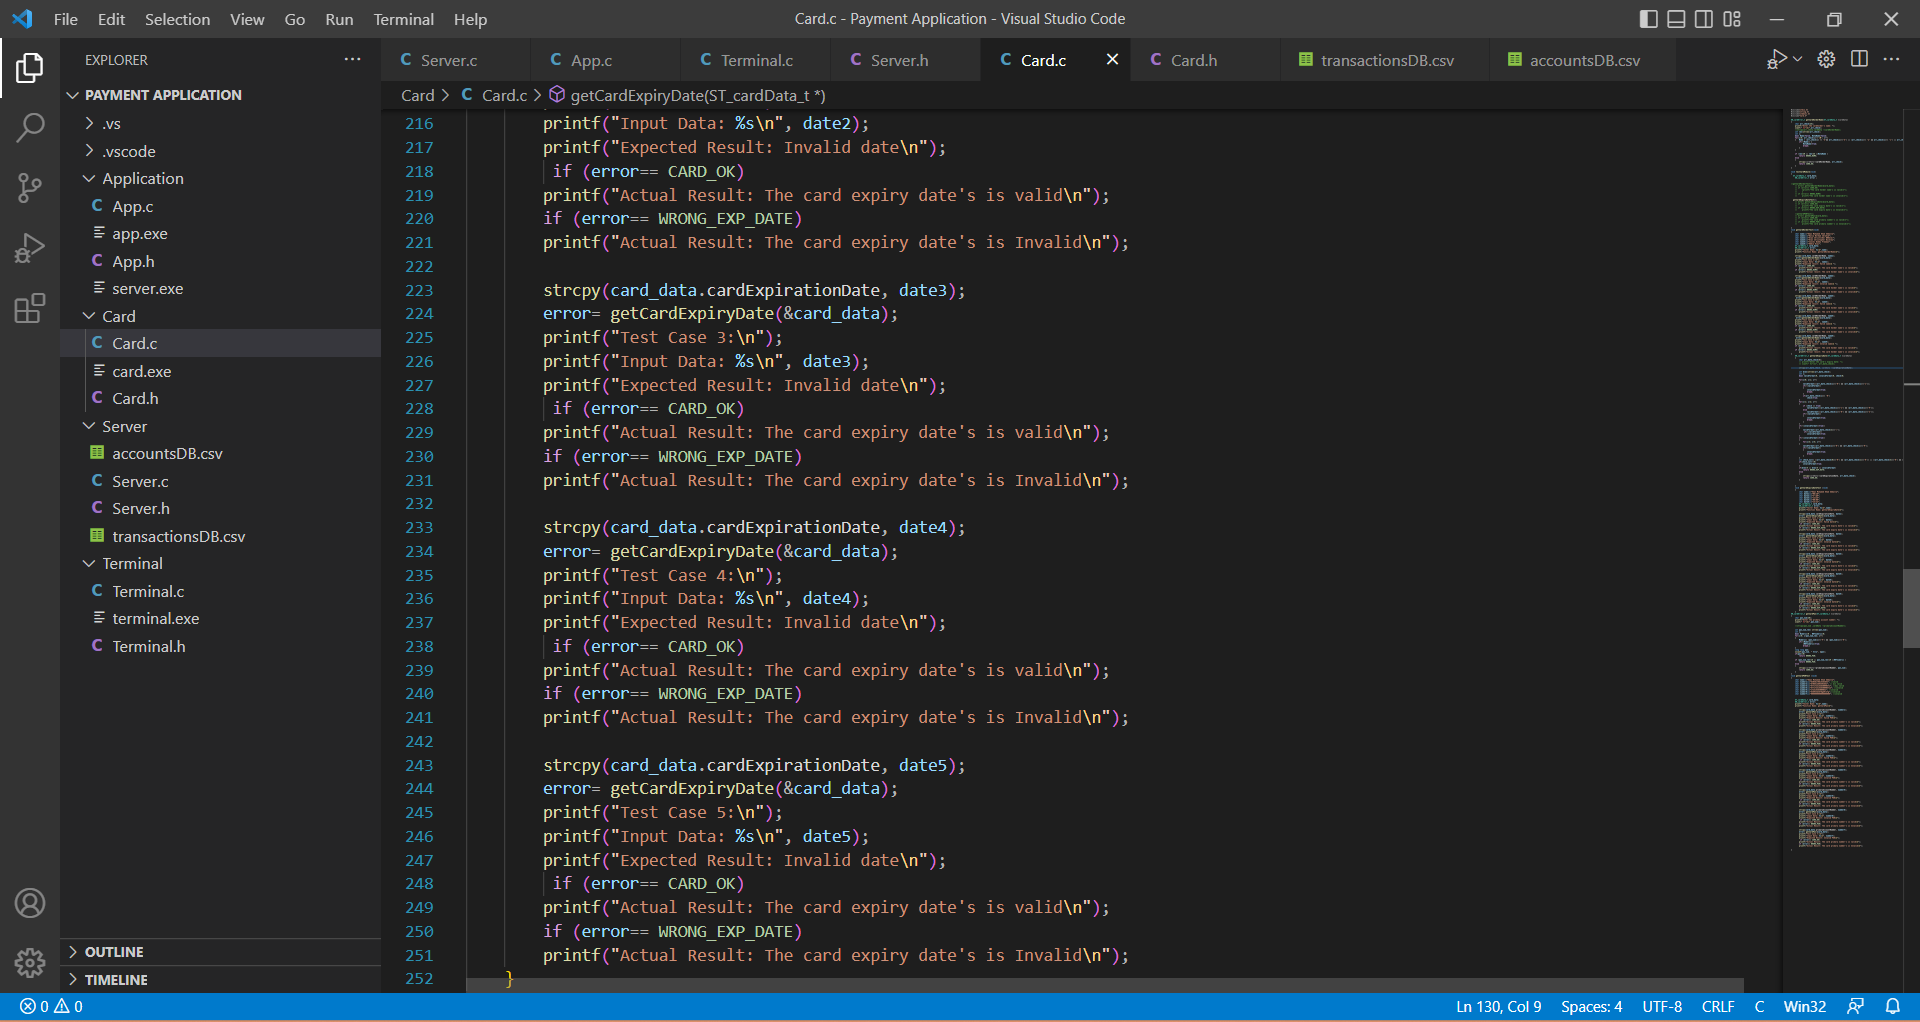 File Edit Selection View Go Run Terminal Help
Card.c - Payment Application - Visual Studio Code
EXPLORER
PAYMENT APPLICATION
.vs
.vscode
Application
C App.c
app.exe
C App.h
server.exe
Card
C Card.c
card.exe
C Card.h
Server
accountsDB.csv
C Server.c
C Server.h
transactionsDB.csv
Terminal
C Terminal.c
terminal.exe
C Terminal.h
OUTLINE
TIMELINE
C Server.c C App.c C Terminal.c C Server.h C Card.c C Card.h transactionsDB.csv accountsDB.csv
Card > C Card.c > getCardExpiryDate(ST_cardData_t *)
216 printf("Input Data: %s\n", date2);
217 printf("Expected Result: Invalid date\n");
218 if (error== CARD_OK)
219 printf("Actual Result: The card expiry date's is valid\n");
220 if (error== WRONG_EXP_DATE)
221 printf("Actual Result: The card expiry date's is Invalid\n");
222
223 strcpy(card_data.cardExpirationDate, date3);
224 error= getCardExpiryDate(&card_data);
225 printf("Test Case 3:\n");
226 printf("Input Data: %s\n", date3);
227 printf("Expected Result: Invalid date\n");
228 if (error== CARD_OK)
229 printf("Actual Result: The card expiry date's is valid\n");
230 if (error== WRONG_EXP_DATE)
231 printf("Actual Result: The card expiry date's is Invalid\n");
232
233 strcpy(card_data.cardExpirationDate, date4);
234 error= getCardExpiryDate(&card_data);
235 printf("Test Case 4:\n");
236 printf("Input Data: %s\n", date4);
237 printf("Expected Result: Invalid date\n");
238 if (error== CARD_OK)
239 printf("Actual Result: The card expiry date's is valid\n");
240 if (error== WRONG_EXP_DATE)
241 printf("Actual Result: The card expiry date's is Invalid\n");
242
243 strcpy(card_data.cardExpirationDate, date5);
244 error= getCardExpiryDate(&card_data);
245 printf("Test Case 5:\n");
246 printf("Input Data: %s\n", date5);
247 printf("Expected Result: Invalid date\n");
248 if (error== CARD_OK)
249 printf("Actual Result: The card expiry date's is valid\n");
250 if (error== WRONG_EXP_DATE)
251 printf("Actual Result: The card expiry date's is Invalid\n");
252 }
0 0
Ln 130, Col 9 Spaces: 4 UTF-8 CRLF C Win32